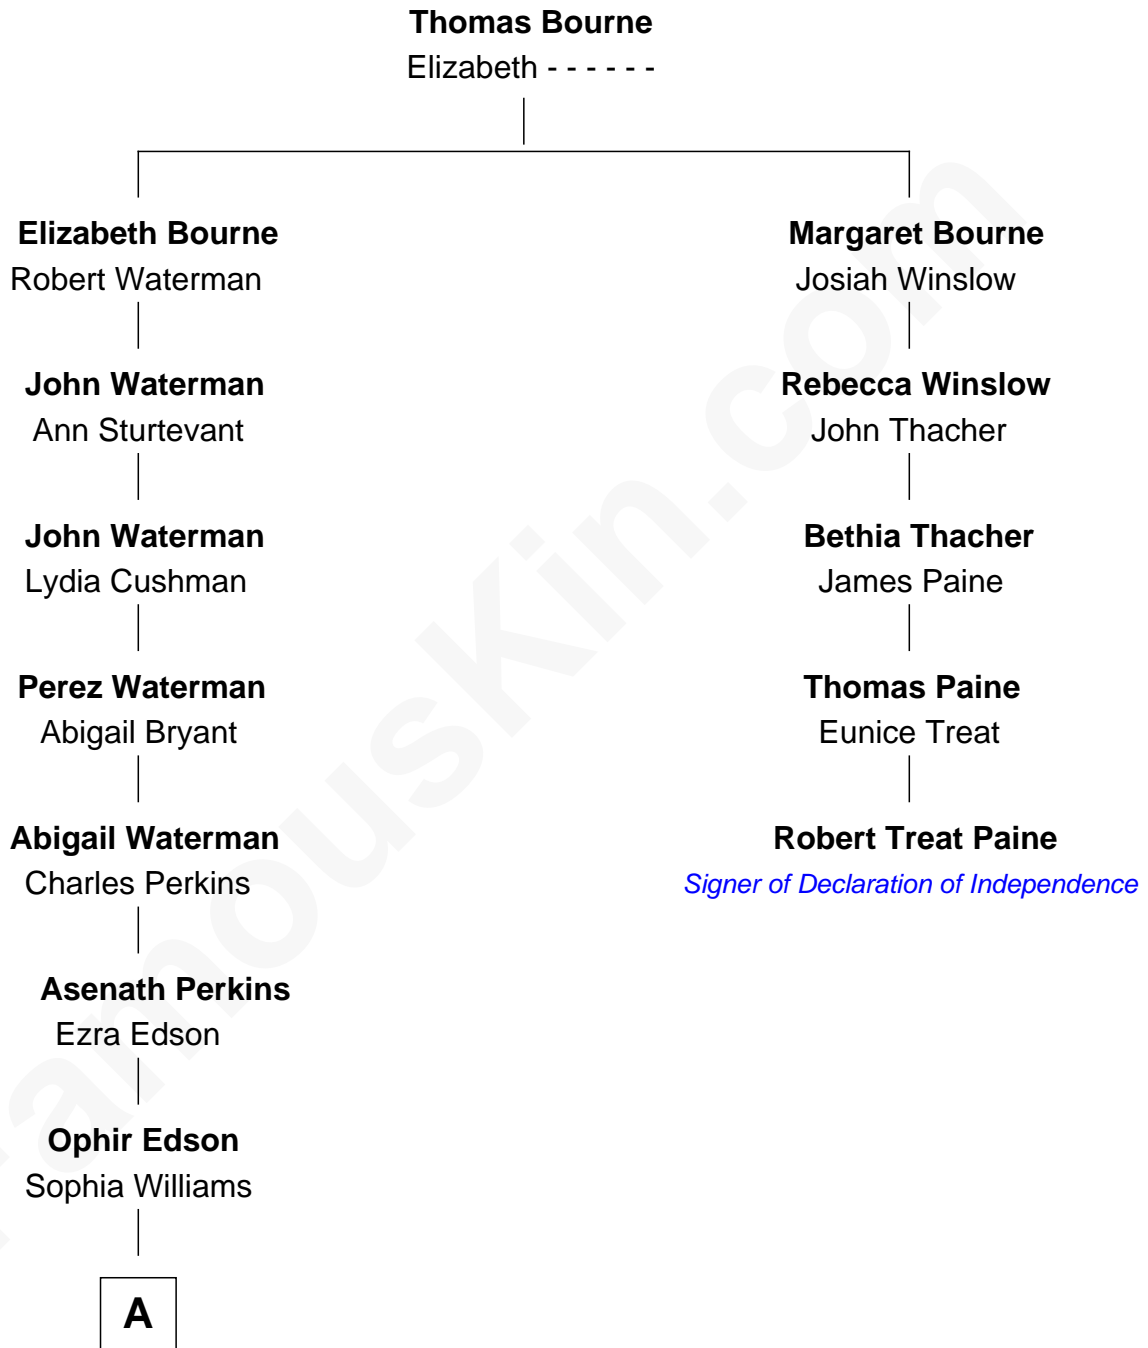 Thomas Bourne
Elizabeth - - - - - -
Elizabeth Bourne
Robert Waterman
Margaret Bourne
Josiah Winslow
John Waterman
Ann Sturtevant
Rebecca Winslow
John Thacher
John Waterman
Lydia Cushman
Bethia Thacher
James Paine
Perez Waterman
Abigail Bryant
Thomas Paine
Eunice Treat
Abigail Waterman
Charles Perkins
Robert Treat Paine
Signer of Declaration of Independence
Asenath Perkins
Ezra Edson
Ophir Edson
Sophia Williams
A
FamousKin.com